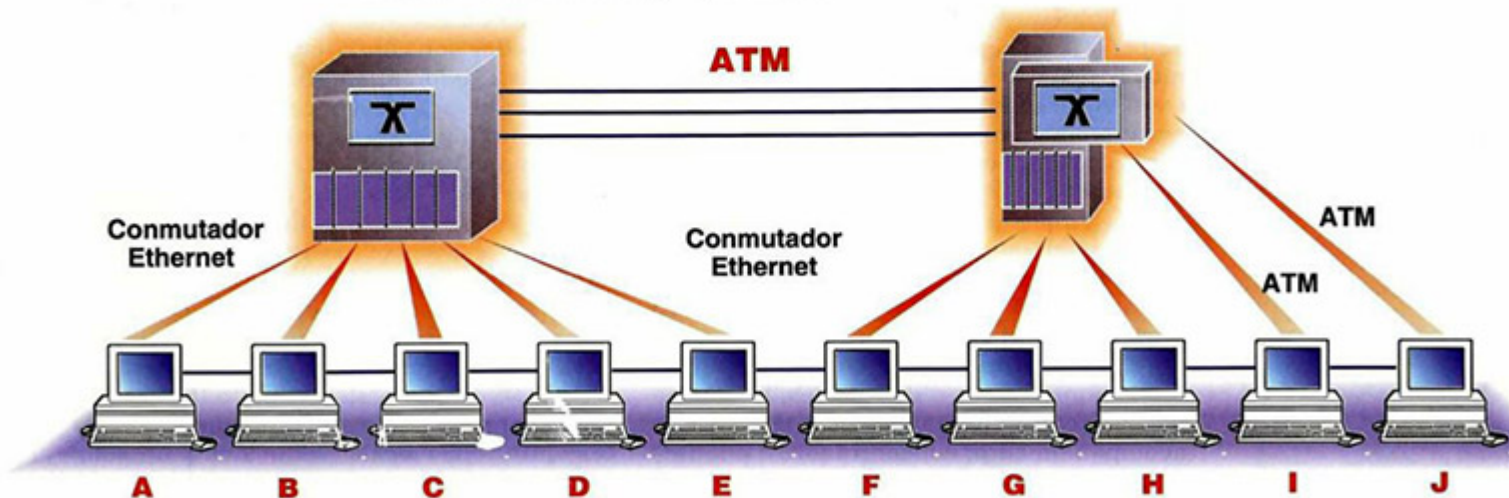 ATM
Conmutador
Ethernet
Conmutador
Ethernet
ATM
ATM
A B C D E F G H I J